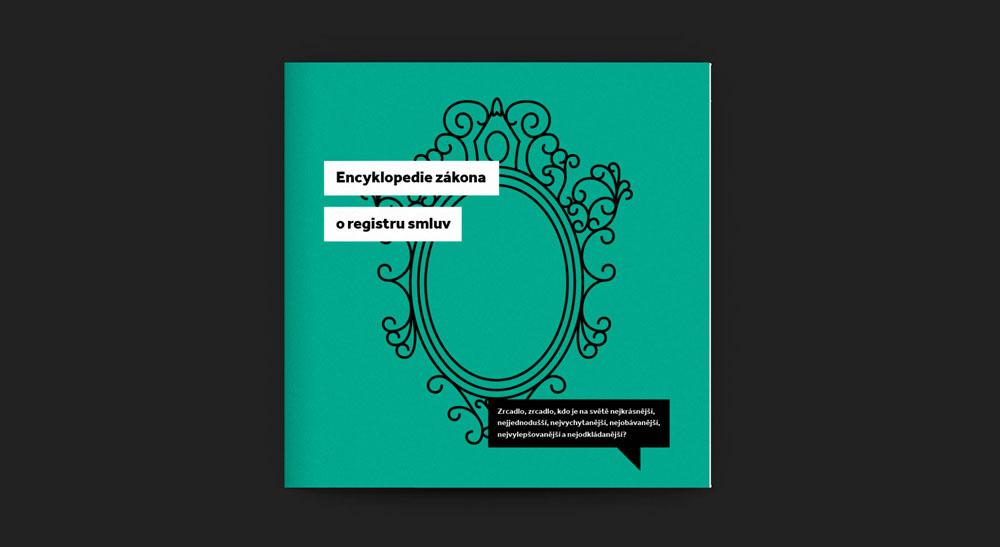 Encyklopedie zákona
o registru smluv
Zrcadlo, zrcadlo, kdo je na světě nejkrásnější,
nejjednodušší, nejvychytanější, nejobávanější,
nejvylepšovanější a nejodkládanější?